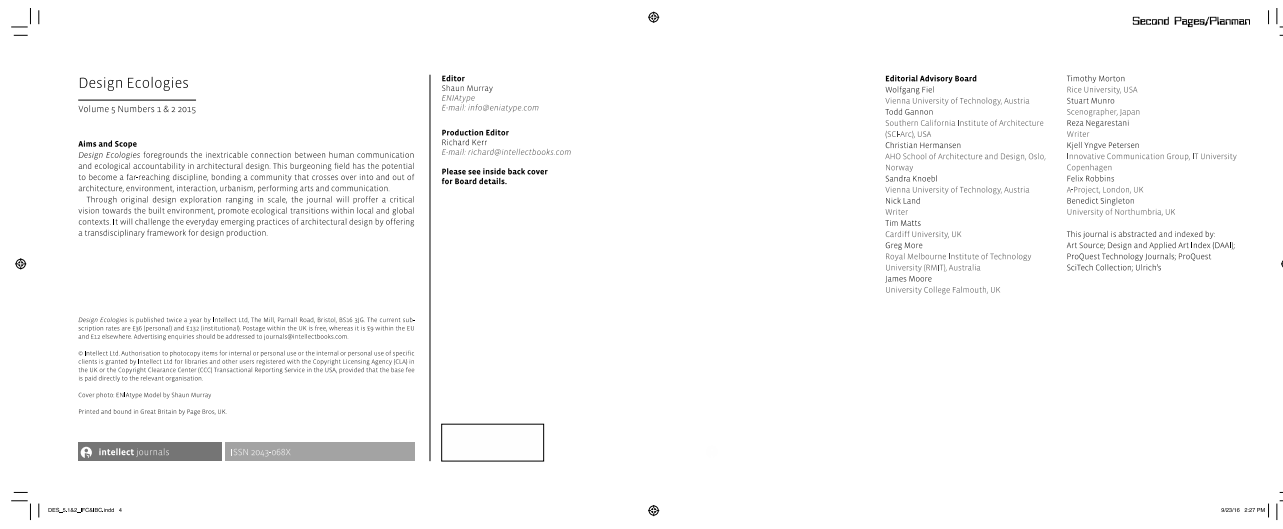 Second Pages/Planman
Design Ecologies
Volume 5 Numbers 1 & 2 2015
Aims and Scope
Design Ecologies foregrounds the inextricable connection between human communication
and ecological accountability in architectural design. This burgeoning field has the potential
to become a far-reaching discipline, bonding a community that crosses over into and out of
architecture, environment, interaction, urbanism, performing arts and communication.
Through original design exploration ranging in scale, the journal will proffer a critical
vision towards the built environment, promote ecological transitions within local and global
contexts. It will challenge the everyday emerging practices of architectural design by offering
a transdisciplinary framework for design production.
Design Ecologies is published twice a year by Intellect Ltd, The Mill, Parnall Road, Bristol, BS16 3JG. The current sub-
scription rates are £36 (personal) and £132 (institutional). Postage within the UK is free, whereas it is £9 within the EU
and £12 elsewhere. Advertising enquiries should be addressed to journals@intellectbooks.com
© Intellect Ltd. Authorisation to photocopy items for internal or personal use or the internal or personal use of specific
clients is granted by Intellect Ltd for libraries and other users registered with the Copyright Licensing Agency (CLA) in
the UK or the Copyright Clearance Center (CCC) Transactional Reporting Service in the USA, provided that the base fee
is paid directly to the relevant organisation.
Cover photo: ENIAtype Model by Shaun Murray
Printed and bound in Great Britain by Page Bros, UK.
intellect journals
ISSN 2043-068X
Editor
Shaun Murray
ENIAtype
E-mail: info@eniatype.com
Production Editor
Richard Kerr
E-mail: richard@intellectbooks.com
Please see inside back cover
for Board details.
Editorial Advisory Board
Wolfgang Fiel
Vienna University of Technology, Austria
Todd Gannon
Southern California Institute of Architecture
(SCI-Arc), USA
Christian Hermansen
AHO School of Architecture and Design, Oslo,
Norway
Sandra Knoebl
Vienna University of Technology, Austria
Nick Land
Writer
Tim Matts
Cardiff University, UK
Greg More
Royal Melbourne Institute of Technology
University (RMIT), Australia
James Moore
University College Falmouth, UK
Timothy Morton
Rice University, USA
Stuart Munro
Scenographer, Japan
Reza Negarestani
Writer
Kjell Yngve Petersen
Innovative Communication Group, IT University
Copenhagen
Felix Robbins
A-Project, London, UK
Benedict Singleton
University of Northumbria, UK
This journal is abstracted and indexed by:
Art Source; Design and Applied Art Index (DAAI);
ProQuest Technology Journals; ProQuest
SciTech Collection; Ulrich's
DES_5.1&2_IFC&IBC.indd 4
9/23/16 2:27 PM